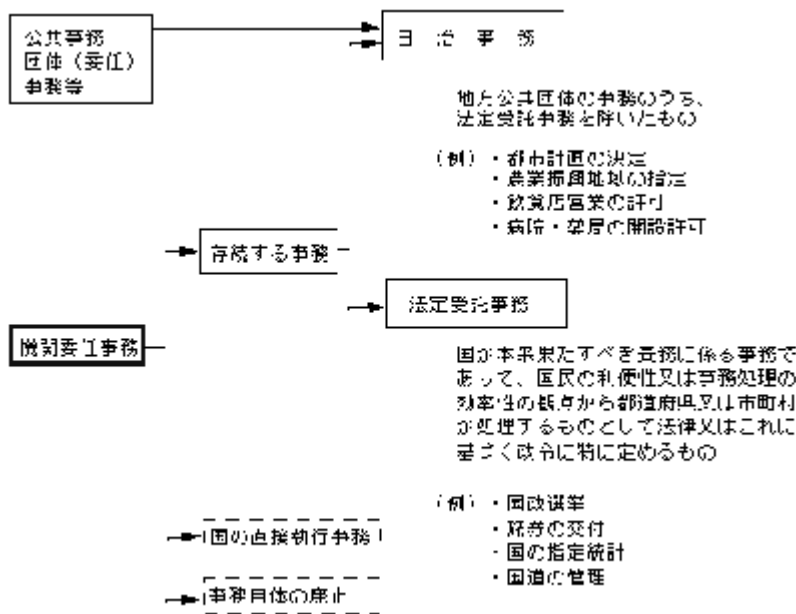 公共事務
団体（委任）
事務等
自治事務
地方公共団体の事務のうち、
法定受託事務を除いたもの
（例）・都市計画の決定
・農業振興地域の指定
・飲食店営業の許可
・病院・薬局の開設許可
存続する事務
法定受託事務
機関委任事務
国が本来果たすべき責務に係る事務で
あって、国民の利便性又は事務処理の
効率性の観点から都道府県又は市町村
が処理するものとして法律又はこれに
基づく政令に特に定めるもの
（例）・国政選挙
・旅券の交付
・国の指定統計
・国道の管理
国の直接執行事務
事務自体の廃止